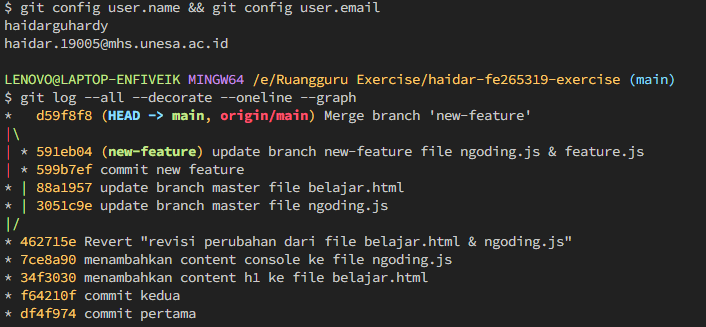 $ git config user.name && git config user.email
haidarguhardy
haidar.19005@mhs.unesa.ac.id
LENOVO@LAPTOP-ENFIVEIK MINGW64 /e/Ruangguru Exercise/haidar-fe265319-exercise (main)
$ git log --all --decorate --oneline --graph
*   d59f8f8 (HEAD -> main, origin/main) Merge branch 'new-feature'
|\
| * 591eb04 (new-feature) update branch new-feature file ngoding.js & feature.js
| * 599b7ef commit new feature
* | 88a1957 update branch master file belajar.html
* | 3051c9e update branch master file ngoding.js
|/
* 462715e Revert "revisi perubahan dari file belajar.html & ngoding.js"
* 7ce8a90 menambahkan content console ke file ngoding.js
* 34f3030 menambahkan content h1 ke file belajar.html
* f64210f commit kedua
* df4f974 commit pertama